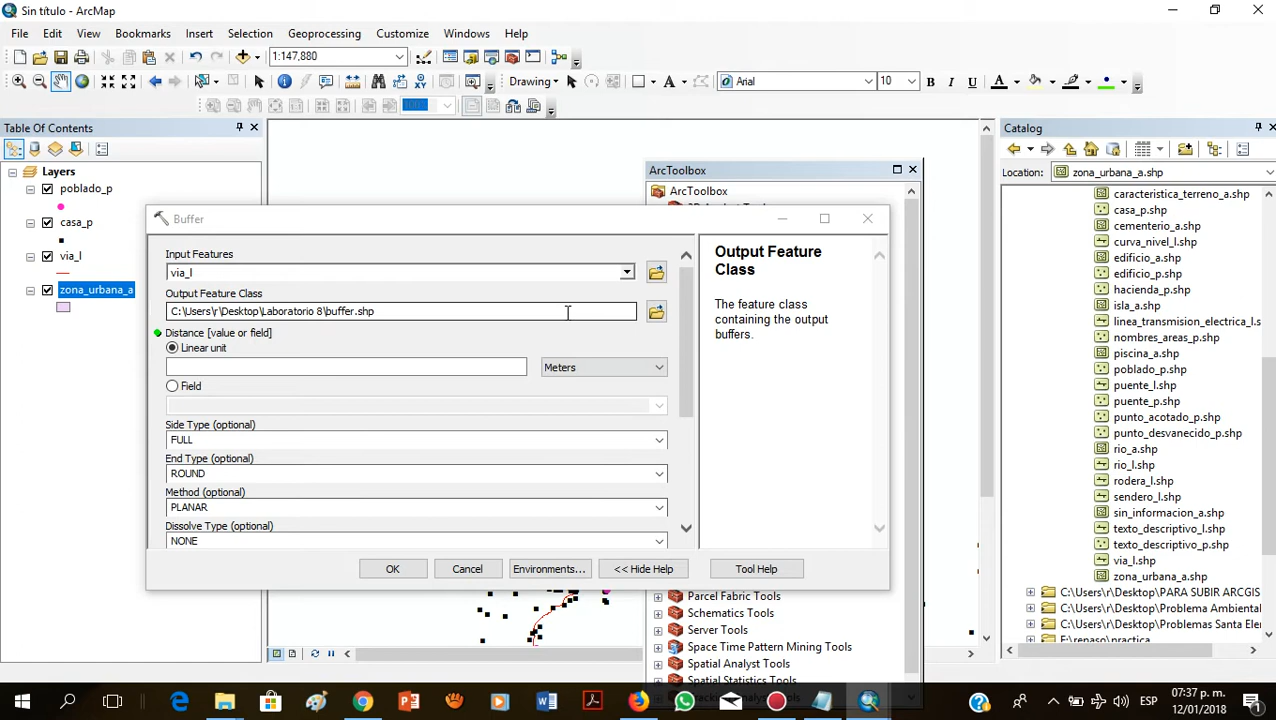 Sin título - ArcMap
File Edit View Bookmarks Insert Selection Geoprocessing Customize Windows Help
1:147,880
Drawing Arial 10 B I U A
100%
Table Of Contents
Layers
poblado_p
casa_p
via_l
zona_urbana_a
ArcToolbox
ArcToolbox
Buffer
Input Features
via_l
Output Feature Class
C:\Users\r\Desktop\Laboratorio 8\buffer.shp
Distance [value or field]
Linear unit
Meters
Field
Side Type (optional)
FULL
End Type (optional)
ROUND
Method (optional)
PLANAR
Dissolve Type (optional)
NONE
OK Cancel Environments... << Hide Help Tool Help
Output Feature
Class
The feature class
containing the output
buffers.
Parcel Fabric Tools
Schematics Tools
Server Tools
Space Time Pattern Mining Tools
Spatial Analyst Tools
Spatial Statistics Tools
Catalog
Location: zona_urbana_a.shp
caracteristica_terreno_a.shp
casa_p.shp
cementerio_a.shp
curva_nivel_l.shp
edificio_a.shp
edificio_p.shp
hacienda_p.shp
isla_a.shp
linea_transmision_electrica_l.s
nombres_areas_p.shp
piscina_a.shp
poblado_p.shp
puente_l.shp
puente_p.shp
punto_acotado_p.shp
punto_desvanecido_p.shp
rio_a.shp
rio_l.shp
rodera_l.shp
sendero_l.shp
sin_informacion_a.shp
texto_descriptivo_l.shp
texto_descriptivo_p.shp
via_l.shp
zona_urbana_a.shp
C:\Users\r\Desktop\PARA SUBIR ARCGIS
C:\Users\r\Desktop\Problema Ambiental
C:\Users\r\Desktop\Problemas Santa Ele
F:\repaso\practica
ESP
07:37 p. m.
12/01/2018